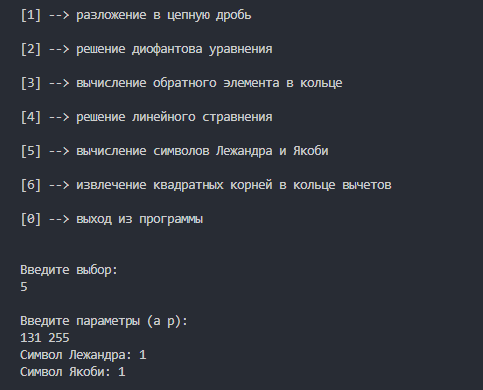 [1] --> разложение в цепную дробь
[2] --> решение диофантова уравнения
[3] --> вычисление обратного элемента в кольце
[4] --> решение линейного стравнения
[5] --> вычисление символов Лежандра и Якоби
[6] --> извлечение квадратных корней в кольце вычетов
[0] --> выход из программы
Введите выбор:
5
Введите параметры (a p):
131 255
Символ Лежандра: 1
Символ Якоби: 1